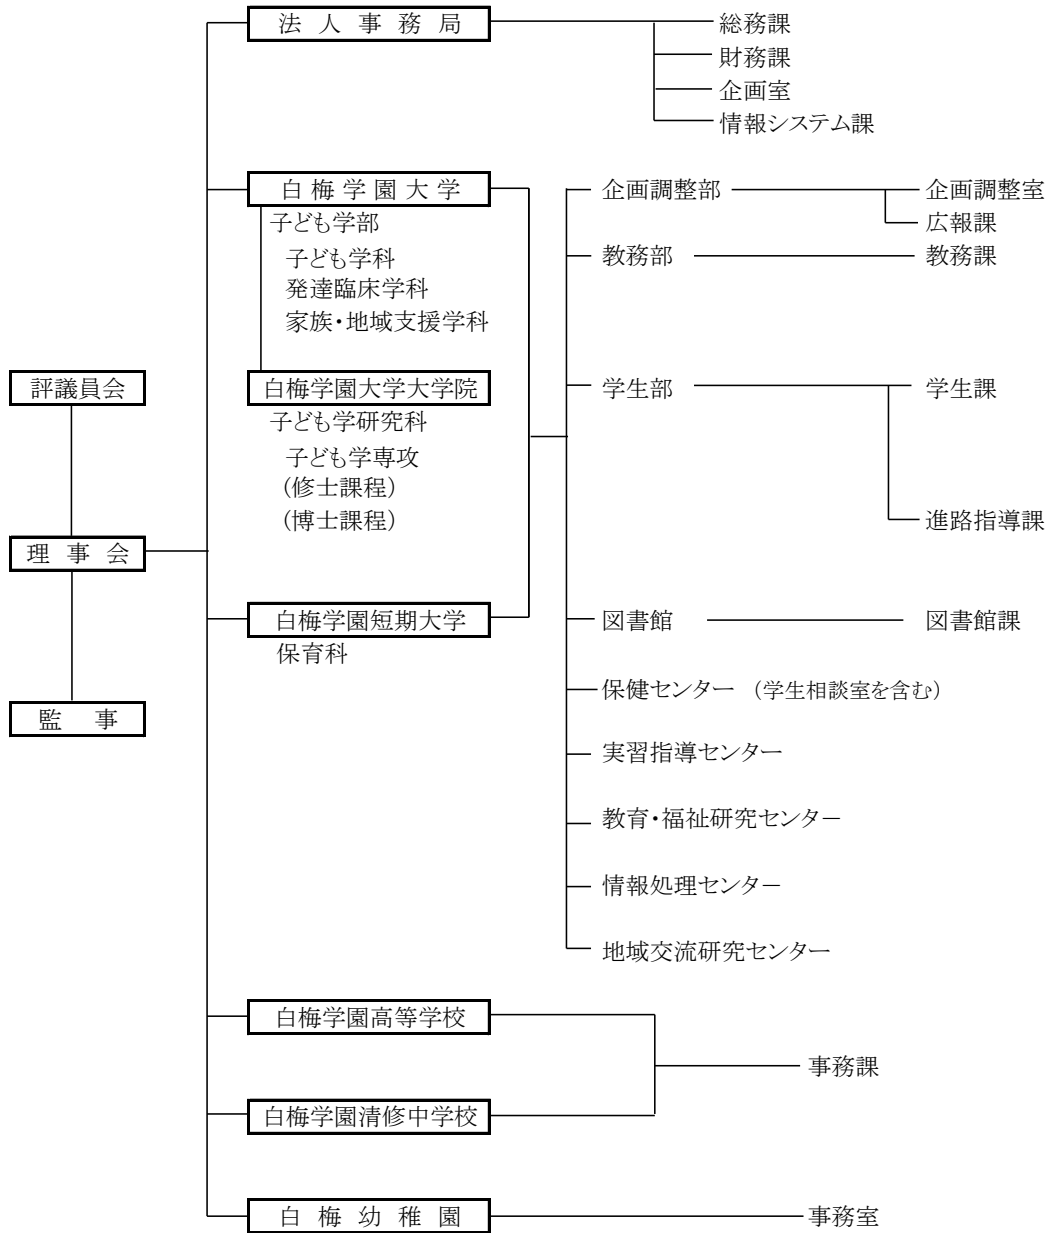 法人事務局
総務課
財務課
企画室
情報システム課
白梅学園大学
子ども学部
子ども学科
発達臨床学科
家族・地域支援学科
白梅学園大学大学院
子ども学研究科
子ども学専攻
（修士課程）
（博士課程）
白梅学園短期大学
保育科
企画調整部
企画調整室
広報課
教務部
教務課
学生部
学生課
進路指導課
図書館
図書館課
保健センター （学生相談室を含む）
実習指導センター
教育・福祉研究センター
情報処理センター
地域交流研究センター
評議員会
理事会
監 事
白梅学園高等学校
白梅学園清修中学校
事務課
白梅幼稚園
事務室